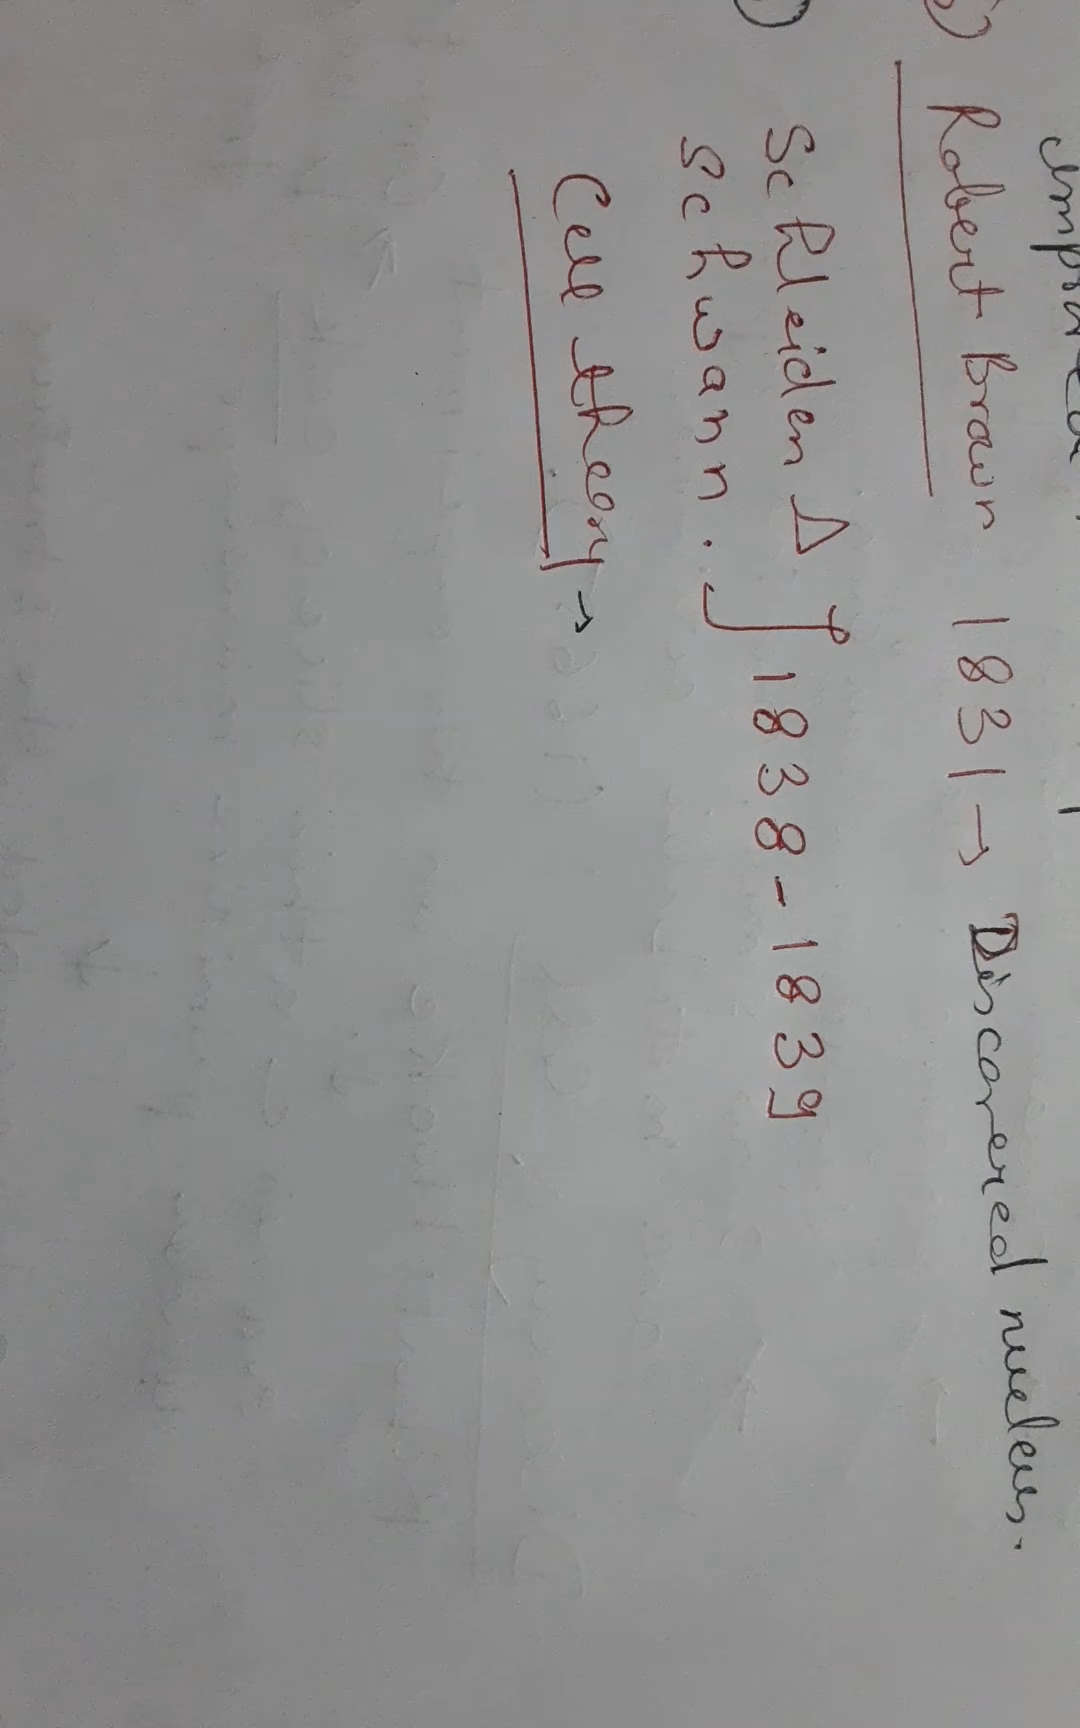 Robert Brown 1831→ Discovered nucleus.
Schleiden & } 1838-1839
Schwann.
Cell theory→